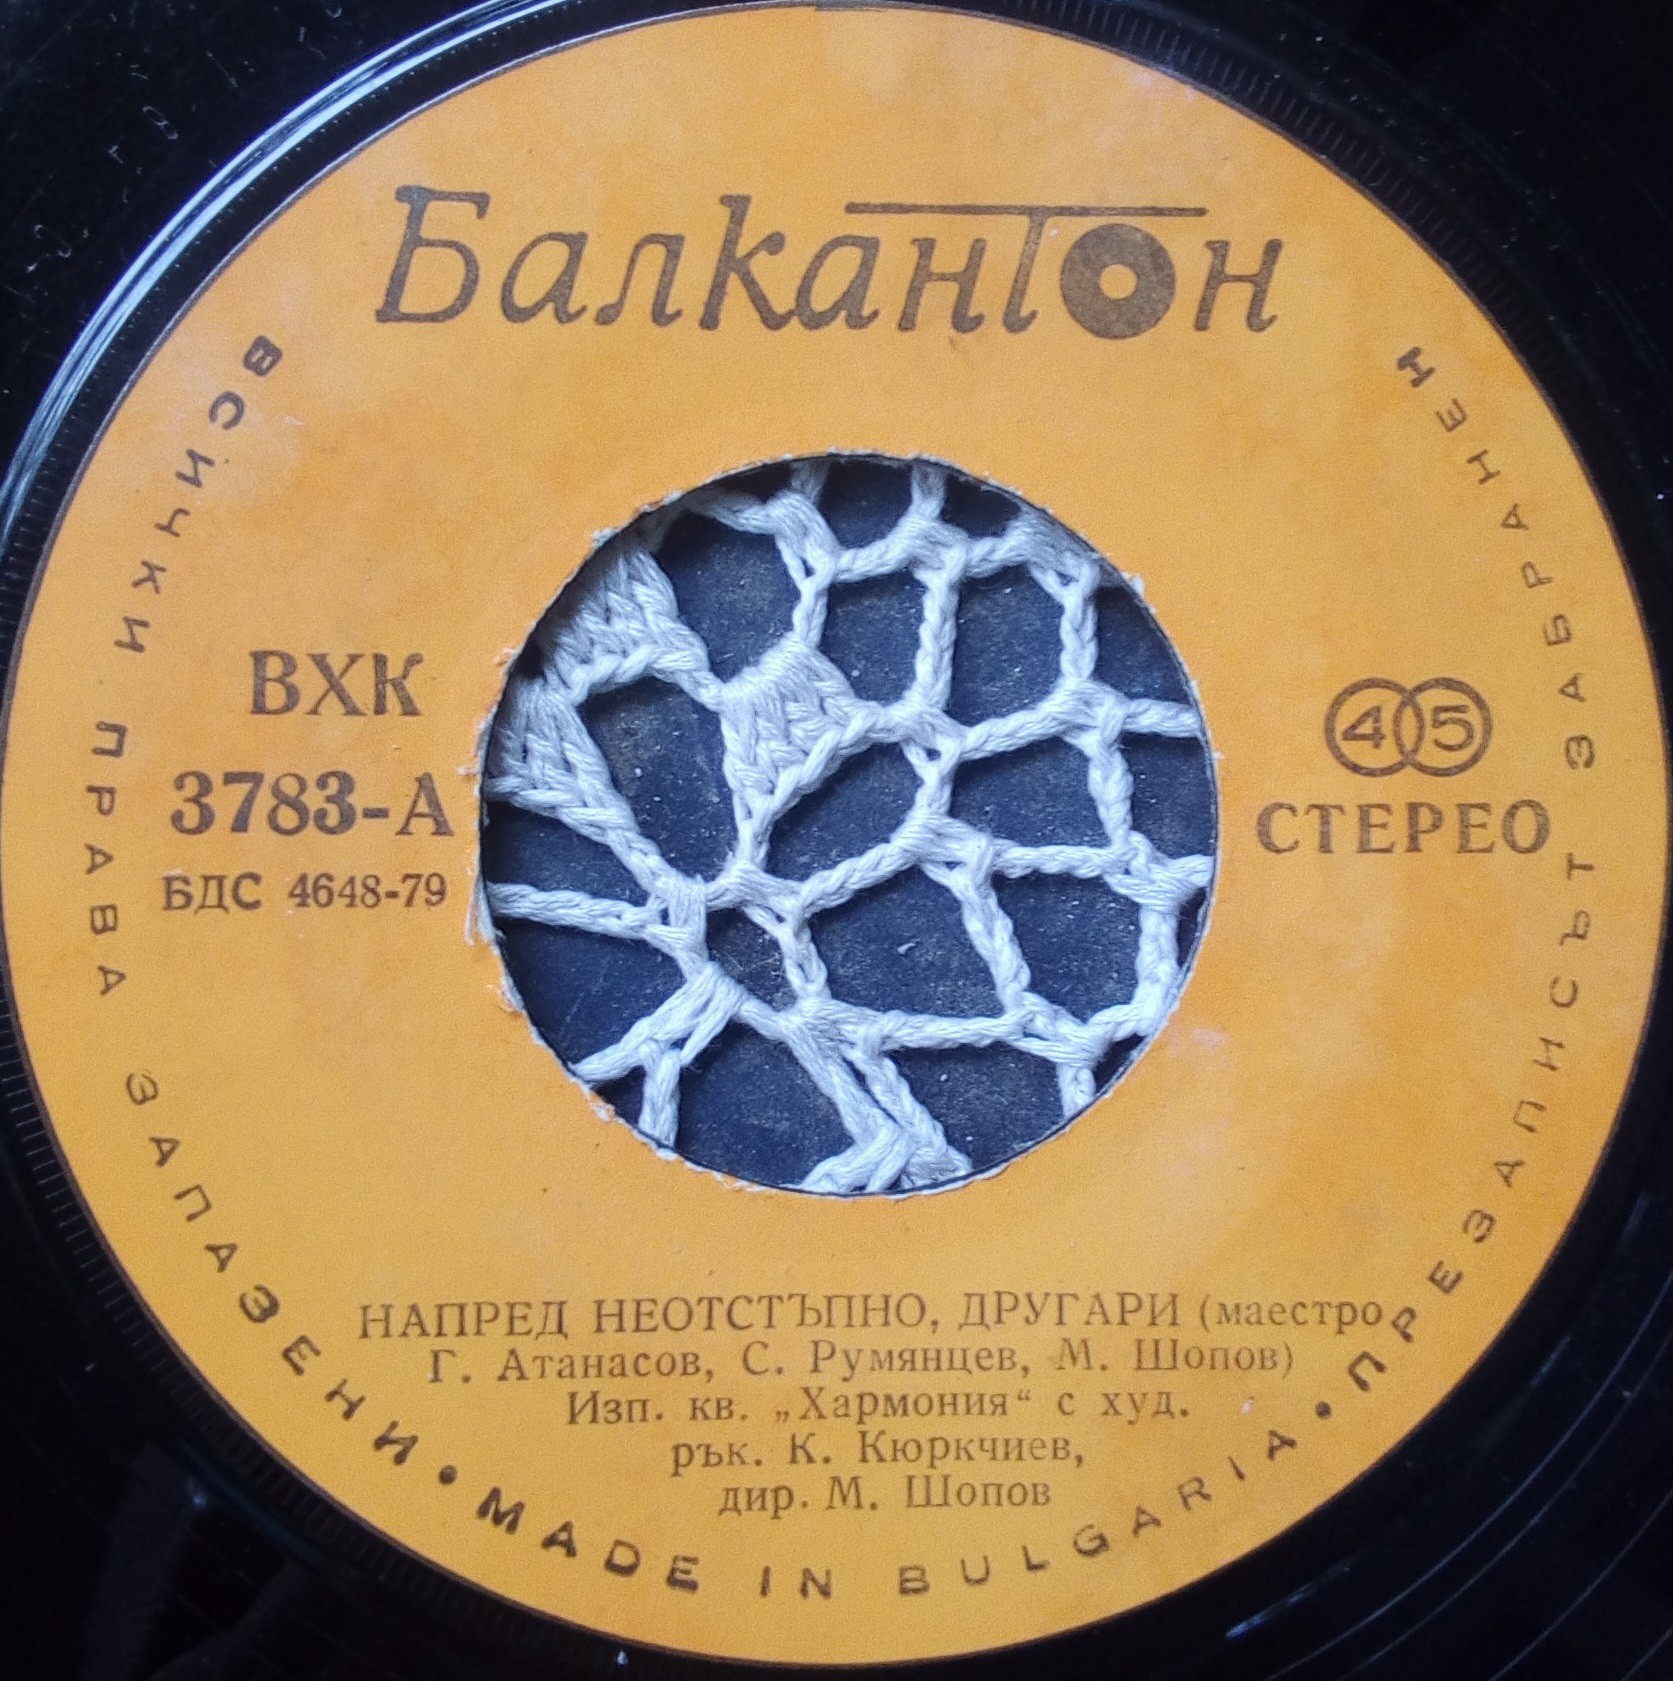 Балкантон
ВХК
3783-А
БДС 4648-79
45
СТЕРЕО
НАПРЕД НЕОТСТЪПНО, ДРУГАРИ (маестро
Г. Атанасов, С. Румянцев, М. Шопов)
Изп. кв. „Хармония“ с худ.
рък. К. Кюркчиев,
дир. М. Шопов
ВСИЧКИ ПРАВА ЗАПАЗЕНИ • MADE IN BULGARIA • ПРЕЗАПИСЪТ ЗАБРАНЕН